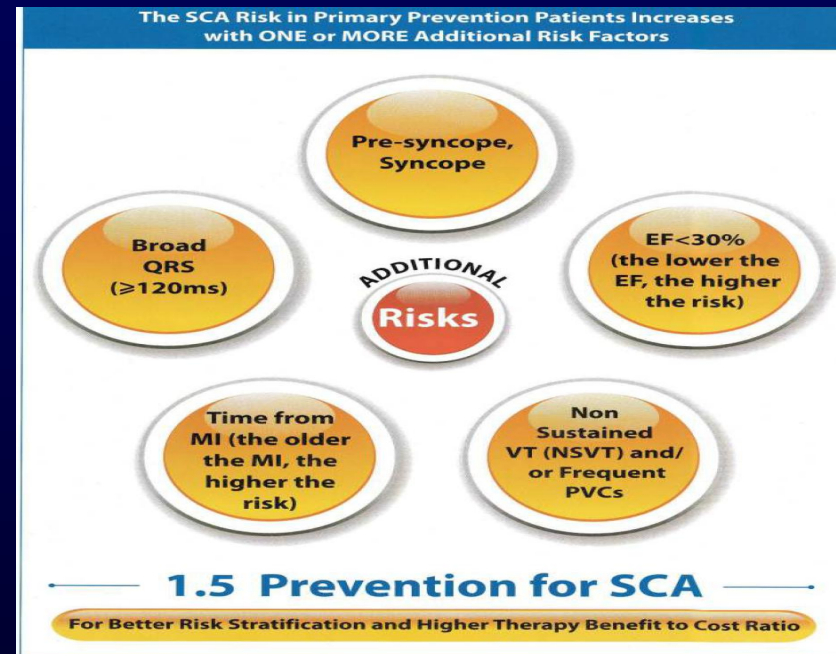 The SCA Risk in Primary Prevention Patients Increases
with ONE or MORE Additional Risk Factors
Pre-syncope,
Syncope
Broad
QRS
(⩾120ms)
EF<30%
(the lower the
EF, the higher
the risk)
ADDITIONAL
Risks
Time from
MI (the older
the MI, the
higher the
risk)
Non
Sustained
VT (NSVT) and/
or Frequent
PVCs
1.5 Prevention for SCA
For Better Risk Stratification and Higher Therapy Benefit to Cost Ratio